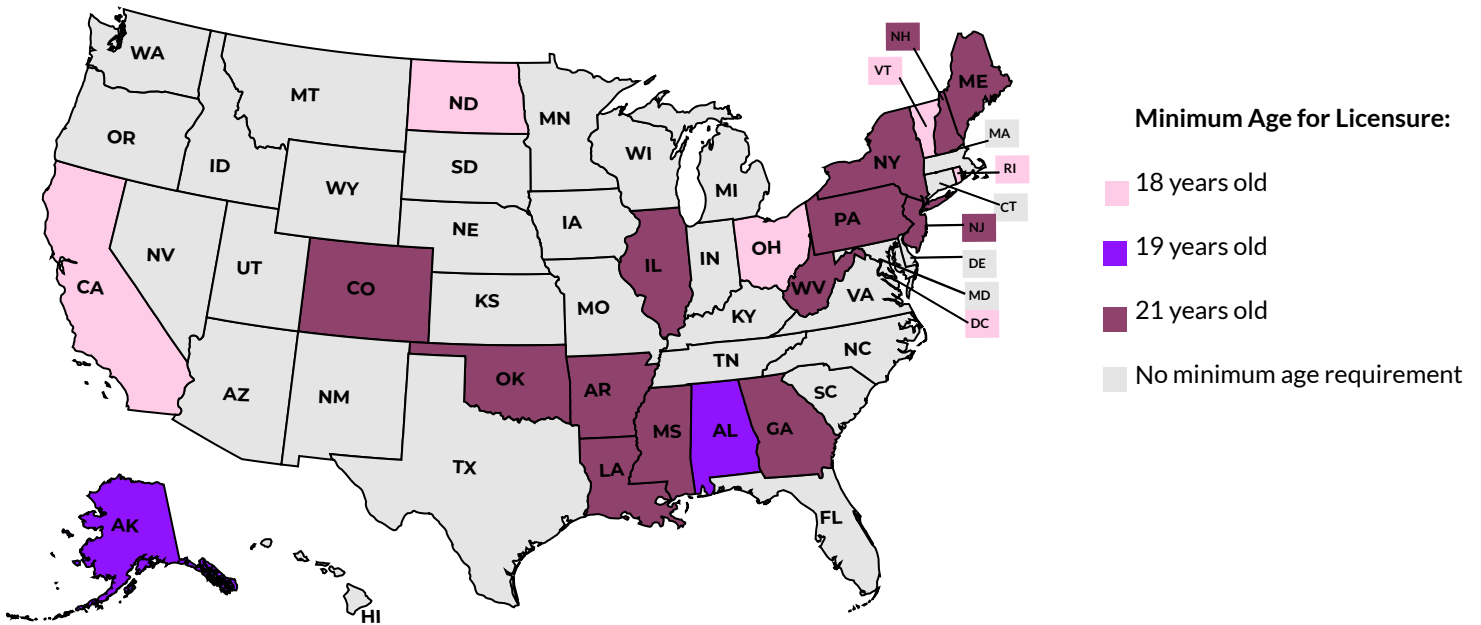 WA
MT
ND
MN
OR
ID
WY
SD
WI
MI
NH
VT
ME
MA
NY
RI
CT
NJ
PA
DE
MD
DC
NV
UT
CA
CO
NE
IA
KS
MO
IL
IN
OH
WV
VA
KY
AZ
NM
OK
AR
TN
NC
SC
TX
LA
MS
AL
GA
FL
AK
HI
Minimum Age for Licensure:
18 years old
19 years old
21 years old
No minimum age requirement